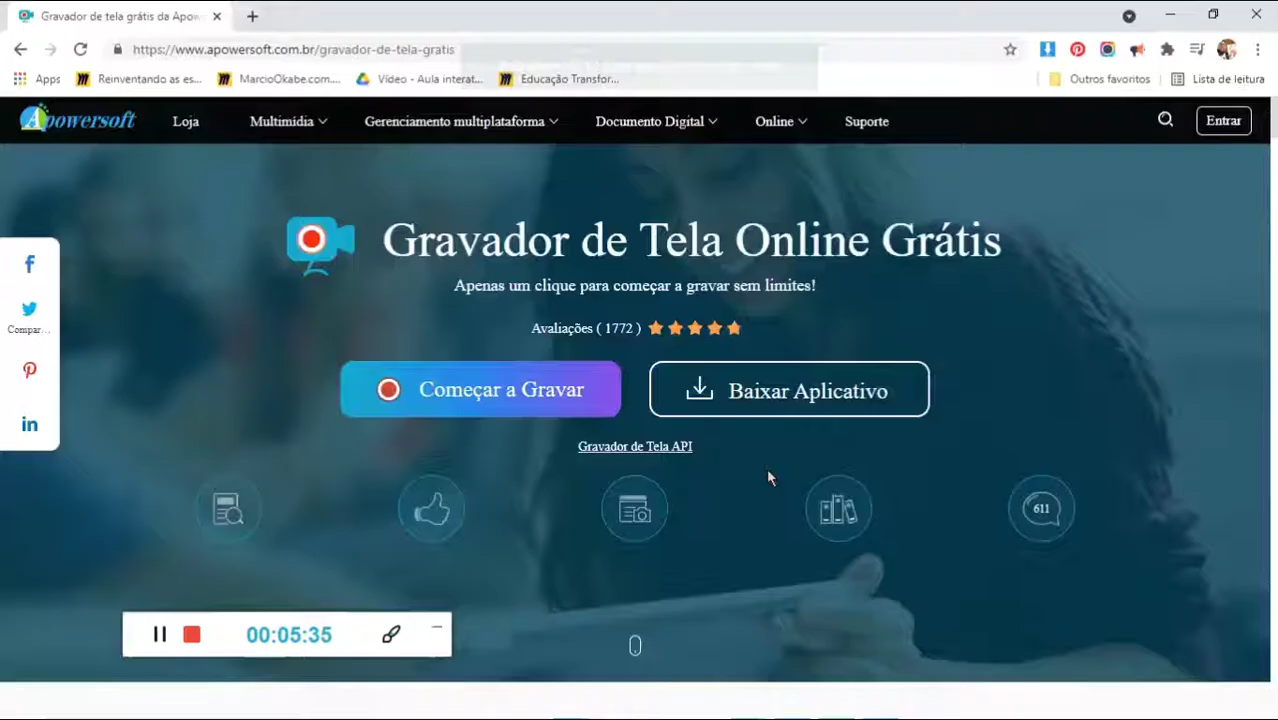 Gravador de tela grátis da Apow
https://www.apowersoft.com.br/gravador-de-tela-gratis
Apps
Reinventando as es...
MarcioOkabe.com....
Vídeo - Aula interat...
Educação Transfor...
Outros favoritos
Lista de leitura
Apowersoft
Loja
Multimídia
Gerenciamento multiplataforma
Documento Digital
Online
Suporte
Entrar
Gravador de Tela Online Grátis
Apenas um clique para começar a gravar sem limites!
Avaliações ( 1772 )
Compar...
Começar a Gravar
Baixar Aplicativo
Gravador de Tela API
611
00:05:35